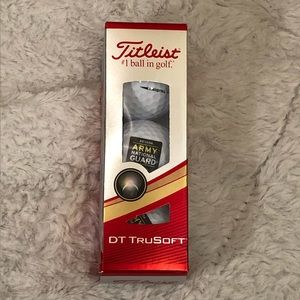 Titleist
#1 ball in golf.
ARMY
NATIONAL
GUARD
DT TRUSOFT